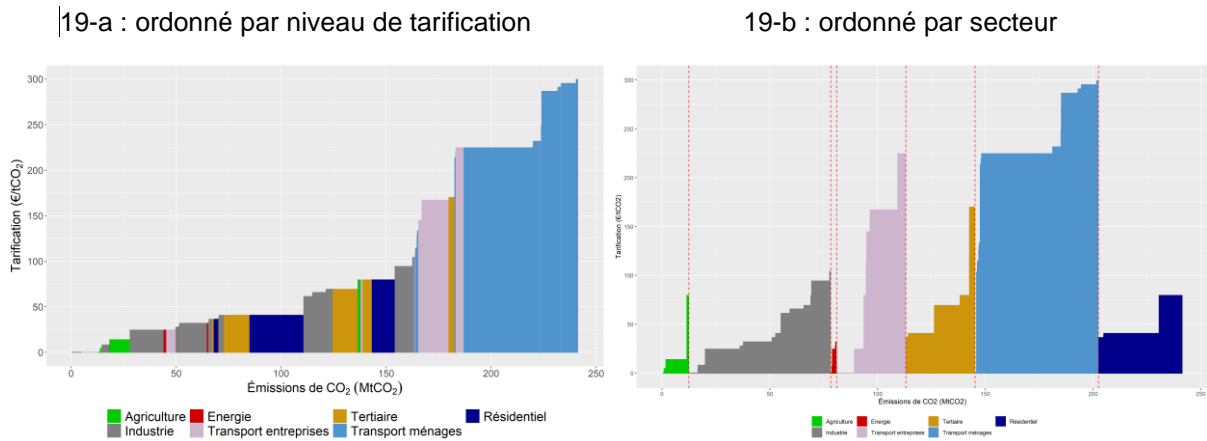 19-a : ordonné par niveau de tarification
19-b : ordonné par secteur
Tarification (€/tCO₂)
300
250
200
150
100
50
0
0 50 100 150 200 250
Émissions de CO₂ (MtCO₂)
Agriculture Energie Tertiaire Résidentiel
Industrie Transport entreprises Transport ménages
Tarification (€/tCO2)
300
250
200
150
100
50
0
0 50 100 150 200 250
Émissions de CO2 (MtCO2)
Agriculture Energie Tertiaire Résidentiel
Industrie Transport entreprises Transport ménages